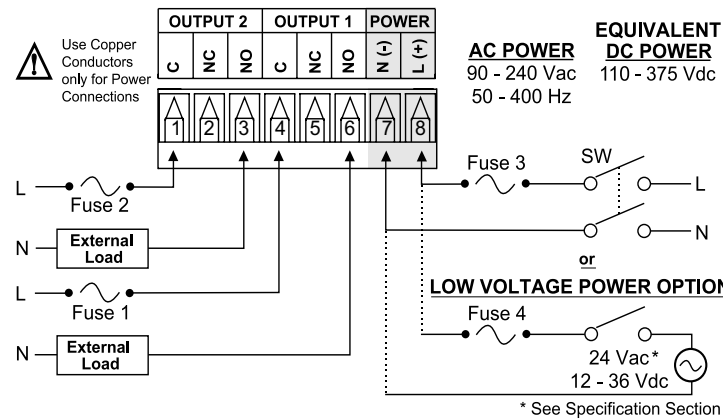 OUTPUT 2 OUTPUT 1 POWER
C NC NO C NC NO N (-) L (+)
1 2 3 4 5 6 7 8
Use Copper
Conductors
only for Power
Connections
AC POWER
90 - 240 Vac
50 - 400 Hz
EQUIVALENT
DC POWER
110 - 375 Vdc
L Fuse 2
N External
Load
L Fuse 1
N External
Load
Fuse 3 SW L
N
or
LOW VOLTAGE POWER OPTION
Fuse 4
24 Vac*
12 - 36 Vdc
* See Specification Section